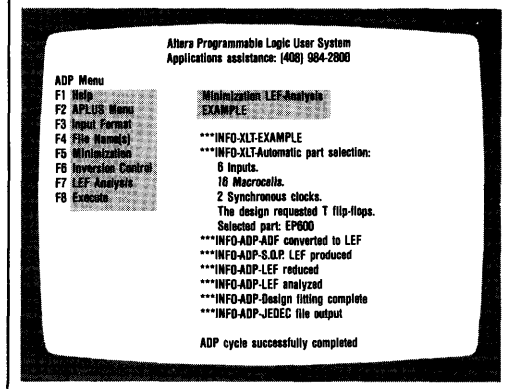 Altera Programmable Logic User System
Applications assistance: (408) 984-2800
ADP Menu
F1 Help
F2 APLUS Menu
F3 Input Format
F4 File Name(s)
F5 Minimization
F6 Inversion Control
F7 LEF Analysis
F8 Execute
Minimization LEF-Analysis
EXAMPLE
***INFO-XLT-EXAMPLE
***INFO-XLT-Automatic part selection:
6 Inputs.
16 Macrocells.
2 Synchronous clocks.
The design requested T flip-flops.
Selected part: EP600
***INFO-ADP-ADF converted to LEF
***INFO-ADP-S.O.P. LEF produced
***INFO-ADP-LEF reduced
***INFO-ADP-LEF analyzed
***INFO-ADP-Design fitting complete
***INFO-ADP-JEDEC file output
ADP cycle successfully completed